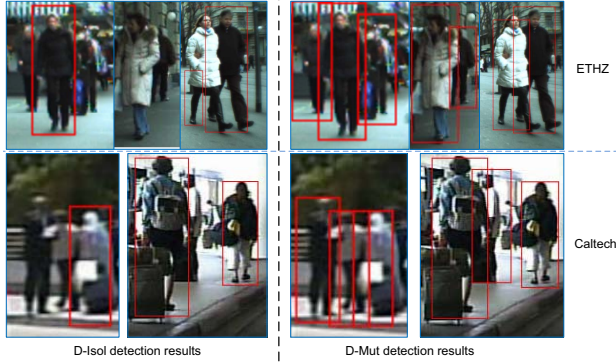 ETHZ
Caltech
D-Isol detection results
D-Mut detection results